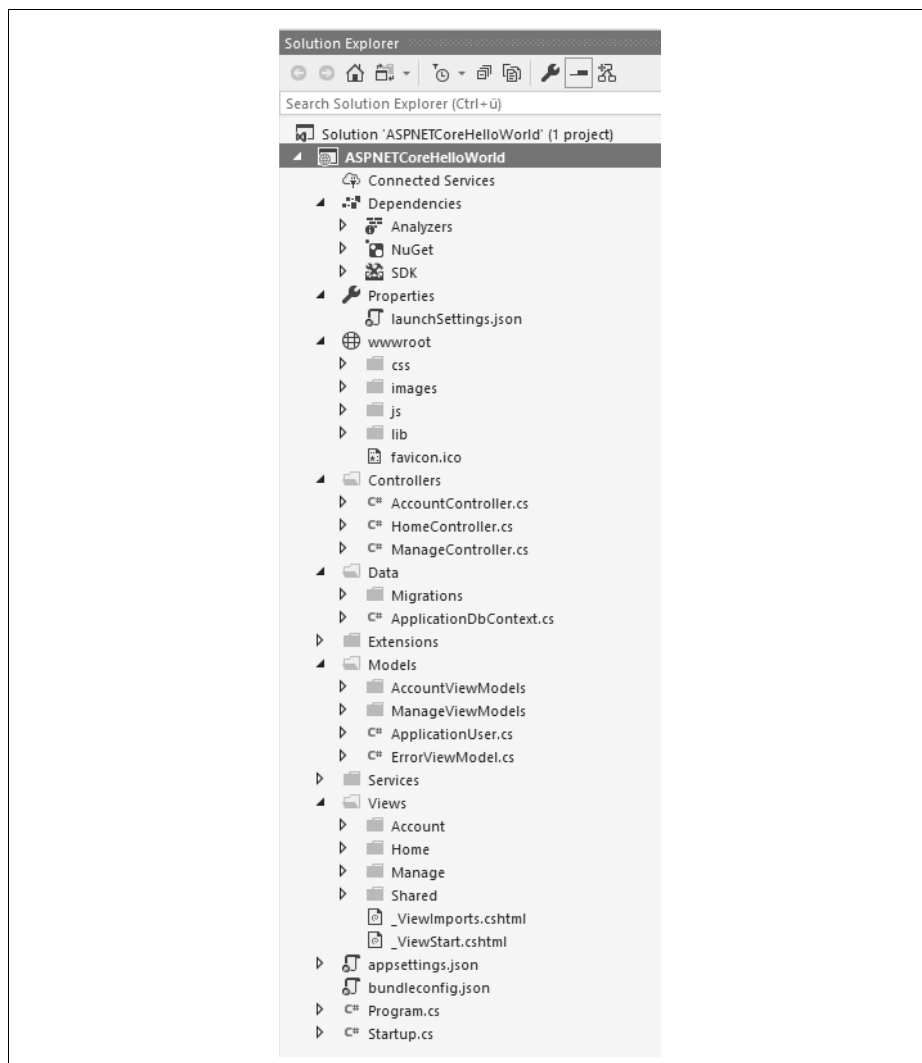 Solution Explorer
Search Solution Explorer (Ctrl+ü)
Solution 'ASPNETCoreHelloWorld' (1 project)
ASPNETCoreHelloWorld
Connected Services
Dependencies
Analyzers
NuGet
SDK
Properties
launchSettings.json
wwwroot
css
images
js
lib
favicon.ico
Controllers
C# AccountController.cs
C# HomeController.cs
C# ManageController.cs
Data
Migrations
C# ApplicationDbContext.cs
Extensions
Models
AccountViewModels
ManageViewModels
C# ApplicationUser.cs
C# ErrorViewModel.cs
Services
Views
Account
Home
Manage
Shared
_ViewImports.cshtml
_ViewStart.cshtml
appsettings.json
bundleconfig.json
C# Program.cs
C# Startup.cs